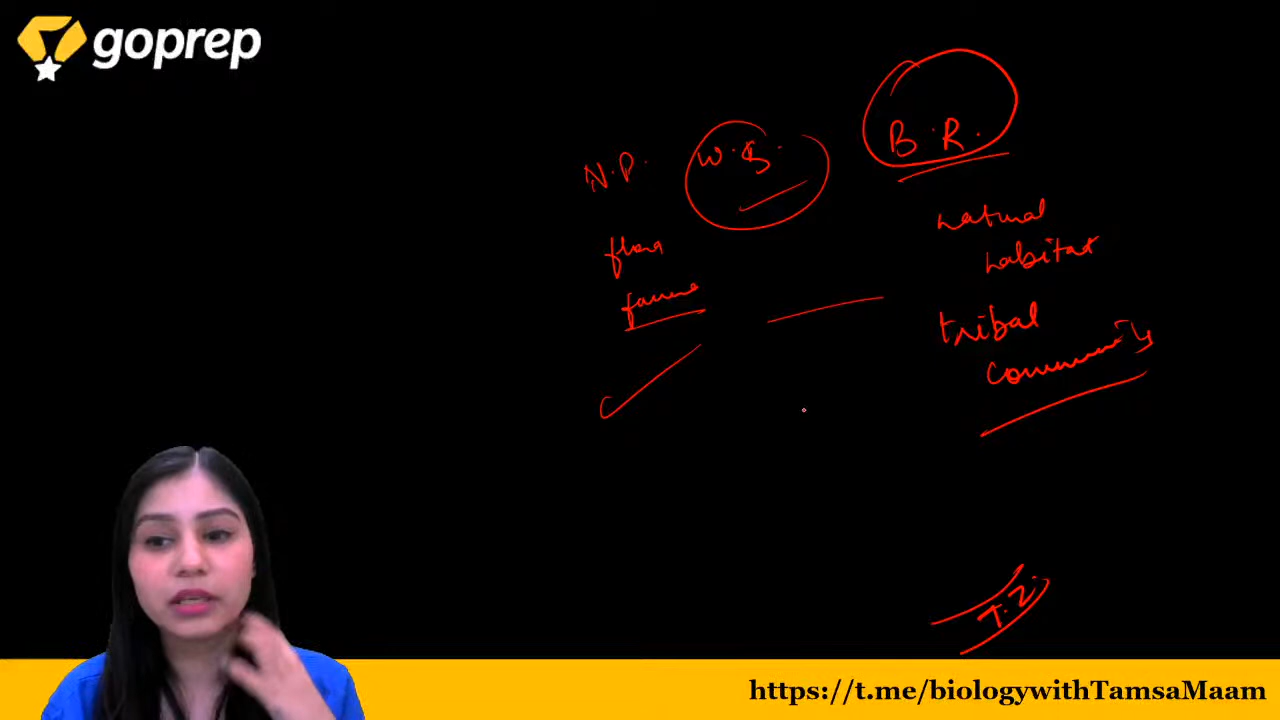 goprep
N.P. W.S. B.R.
flora
fauna
natural
habitat
tribal
community
T.Z.
https://t.me/biologywithTamsaMaam